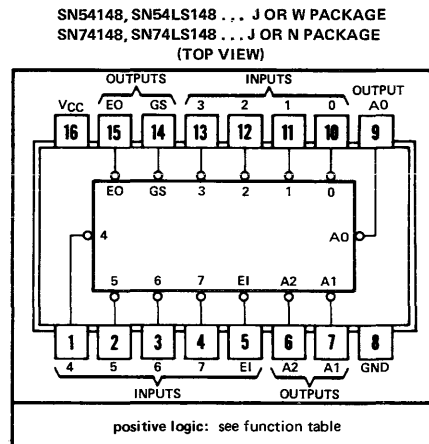 SN54148, SN54LS148 . . . J OR W PACKAGE
SN74148, SN74LS148 . . . J OR N PACKAGE
(TOP VIEW)
OUTPUTS INPUTS OUTPUT
VCC EO GS 3 2 1 0 A0
16 15 14 13 12 11 10 9
EO GS 3 2 1 0
4 A0
5 6 7 EI A2 A1
1 2 3 4 5 6 7 8
4 5 6 7 EI A2 A1 GND
INPUTS OUTPUTS
positive logic: see function table